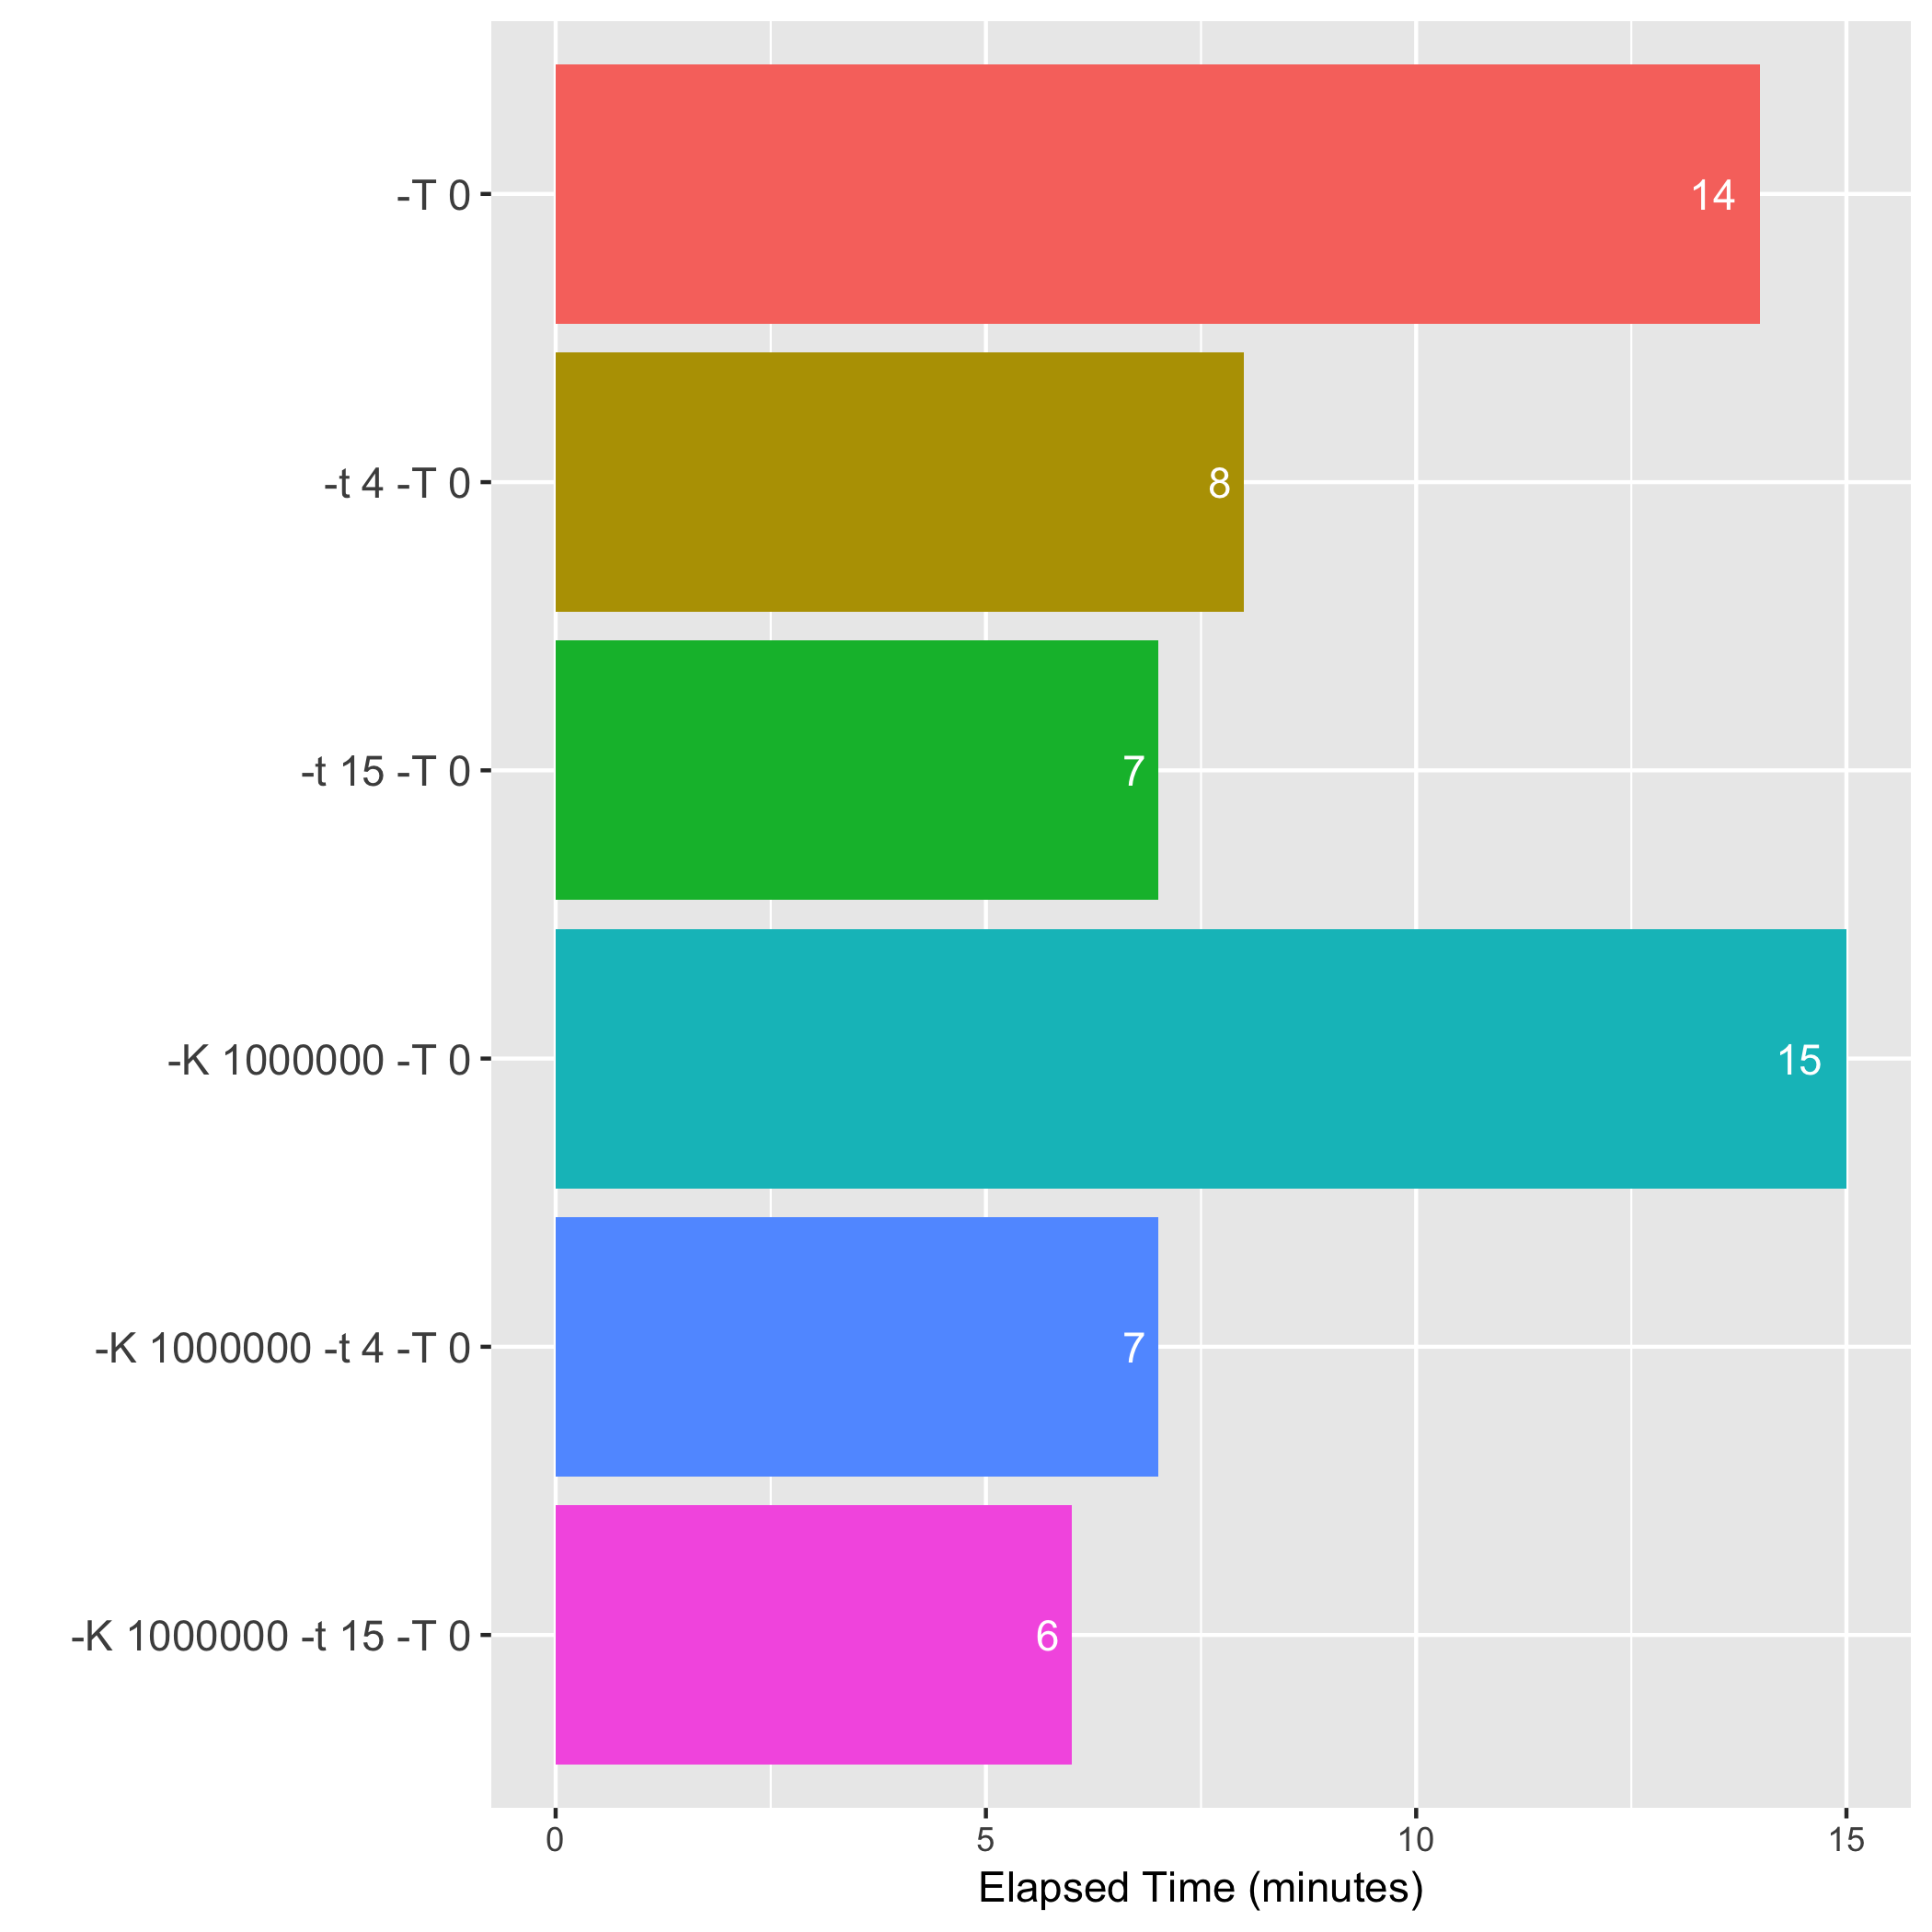 -T 0
14
-t 4 -T 0
8
-t 15 -T 0
7
-K 1000000 -T 0
15
-K 1000000 -t 4 -T 0
7
-K 1000000 -t 15 -T 0
6
0 5 10 15
Elapsed Time (minutes)